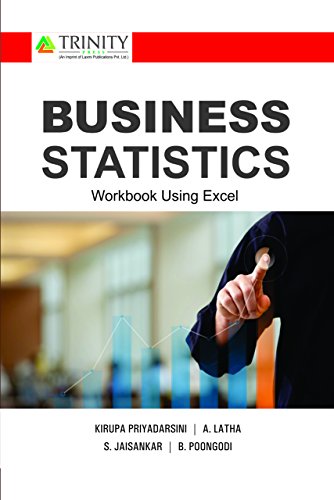 TRINITY
PRESS
(An Imprint of Laxmi Publications Pvt. Ltd.)
BUSINESS
STATISTICS
Workbook Using Excel
KIRUPA PRIYADARSINI | A. LATHA
S. JAISANKAR | B. POONGODI